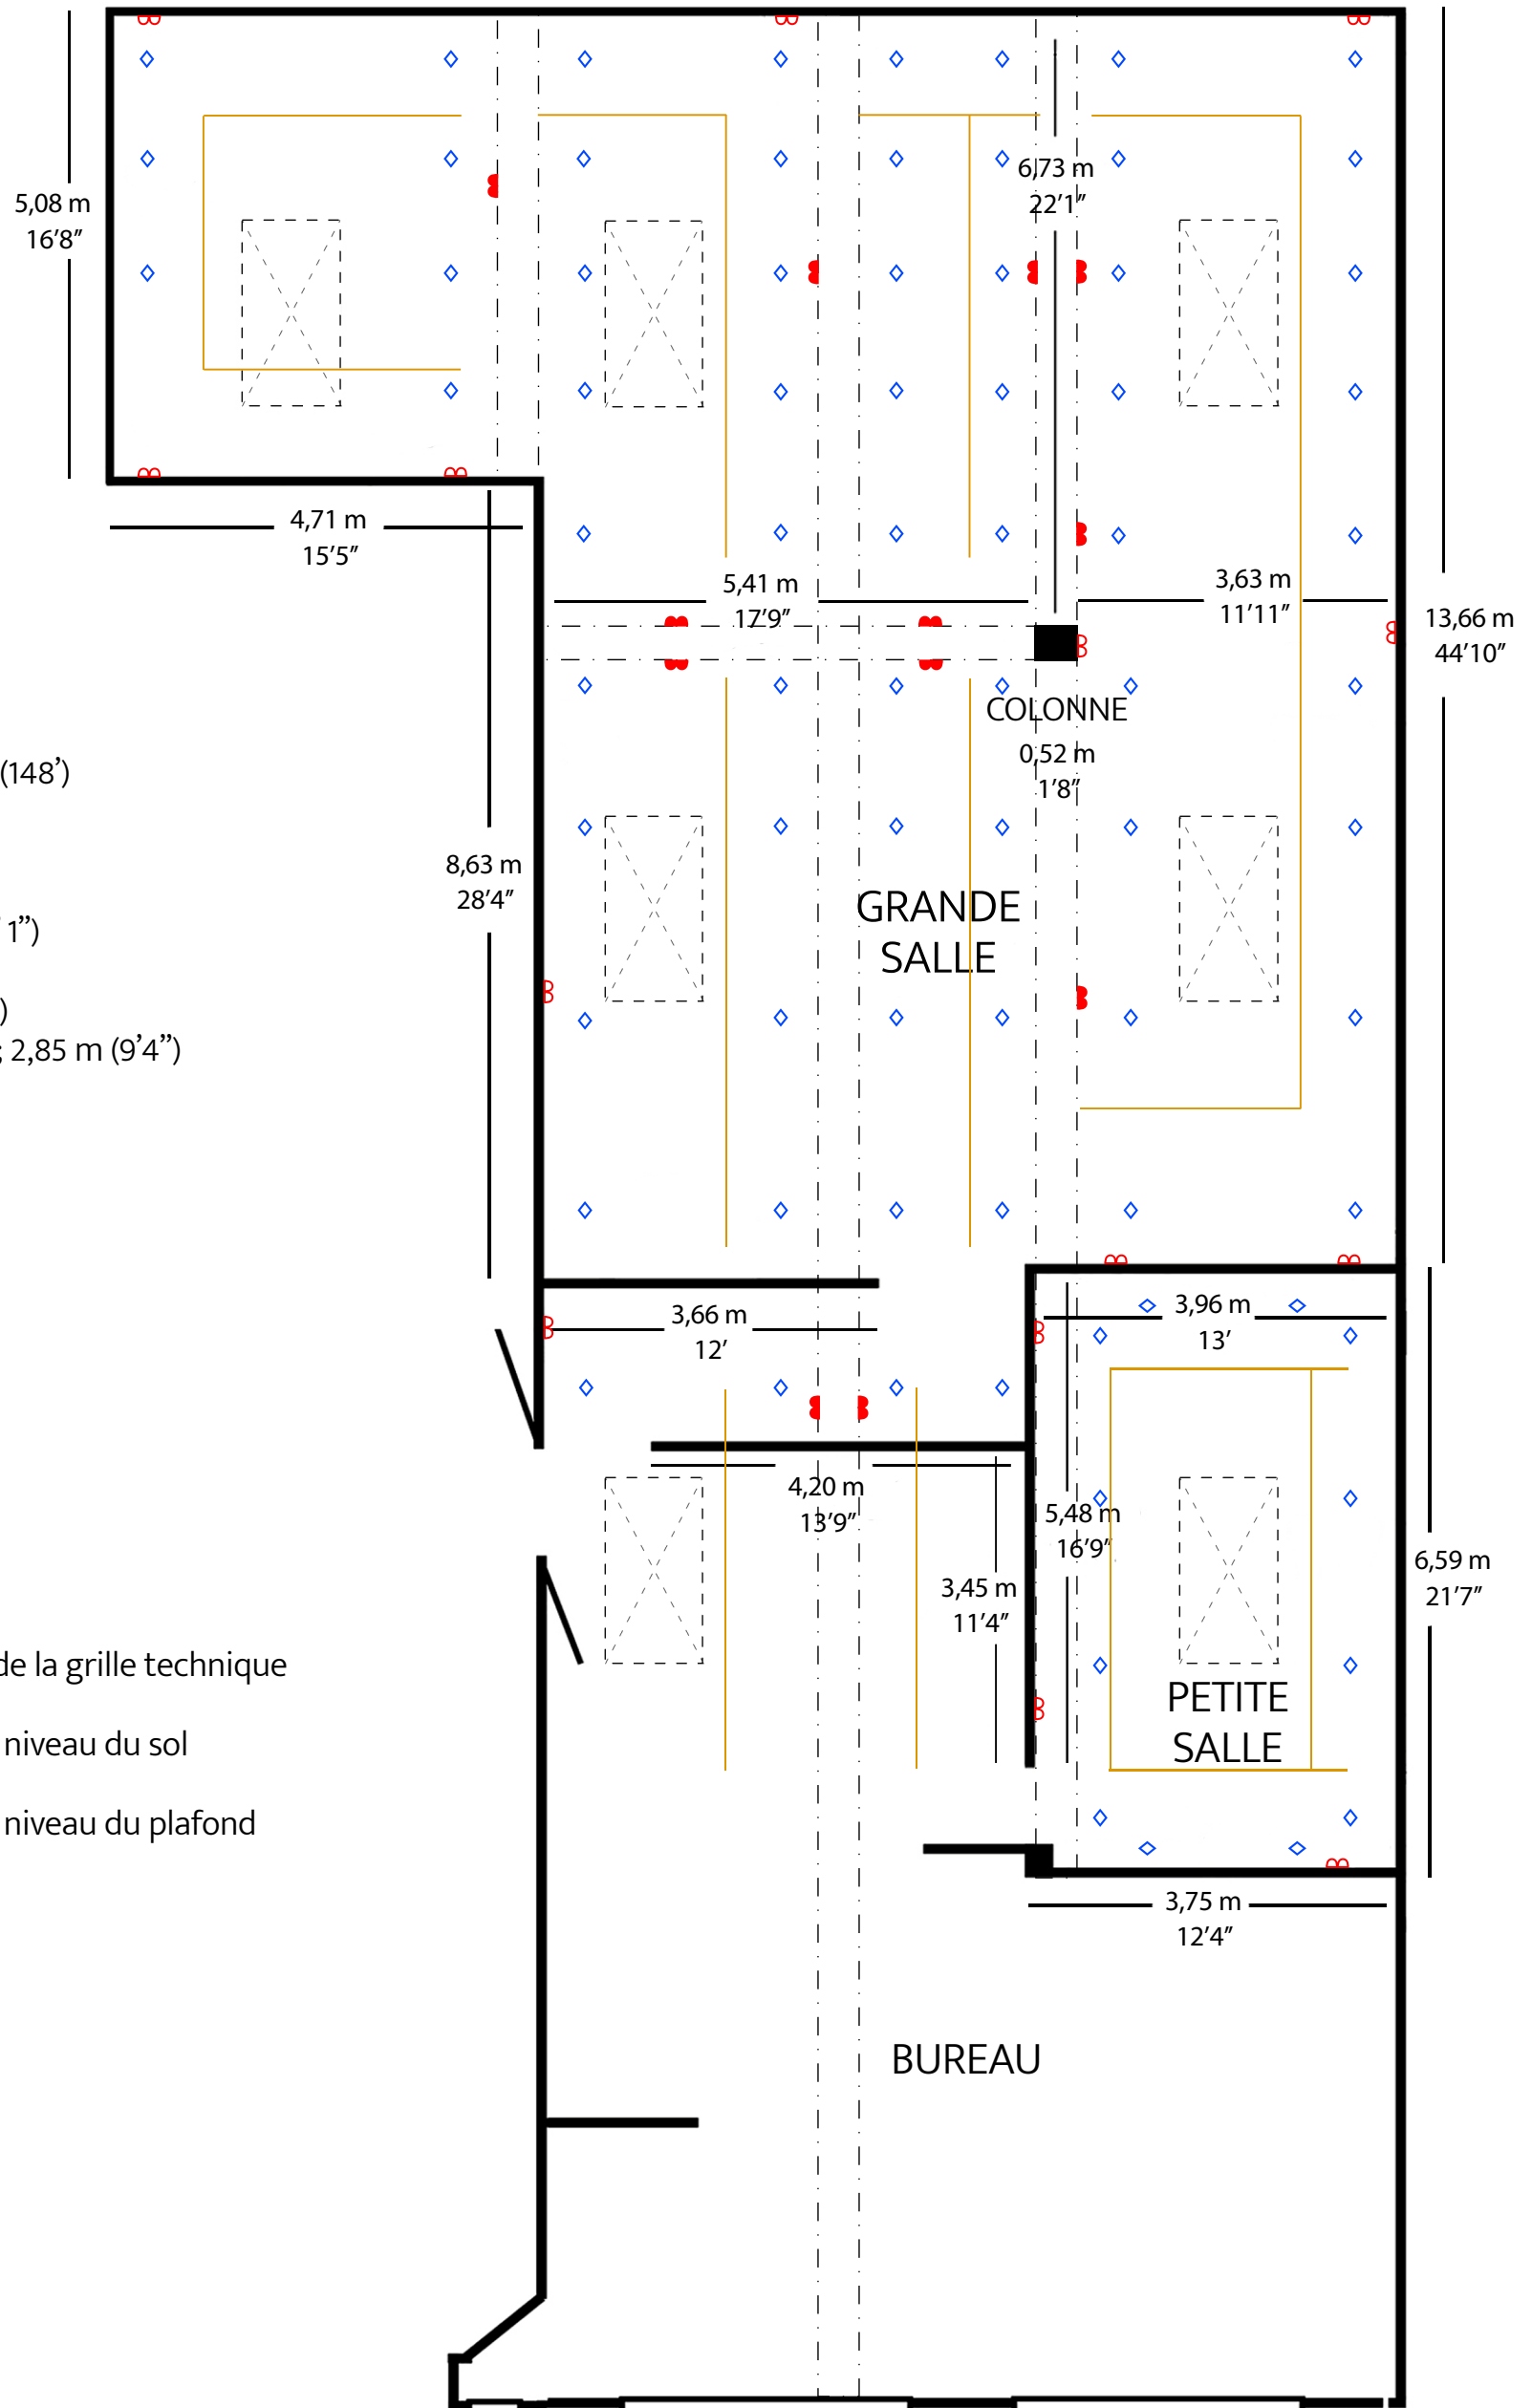 6,73 m
22’1”
5,08 m
16’8”
4,71 m
15’5”
5,41 m
17’9”
3,63 m
11’11”
13,66 m
44’10”
COLONNE
0,52 m
1’8”
(148’)
8,63 m
28’4”
GRANDE
SALLE
1”)
)
; 2,85 m (9’4”)
3,66 m
12’
3,96 m
13’
4,20 m
13’9”
5,48 m
16’9”
3,45 m
11’4”
6,59 m
21’7”
de la grille technique
niveau du sol
niveau du plafond
PETITE
SALLE
3,75 m
12’4”
BUREAU